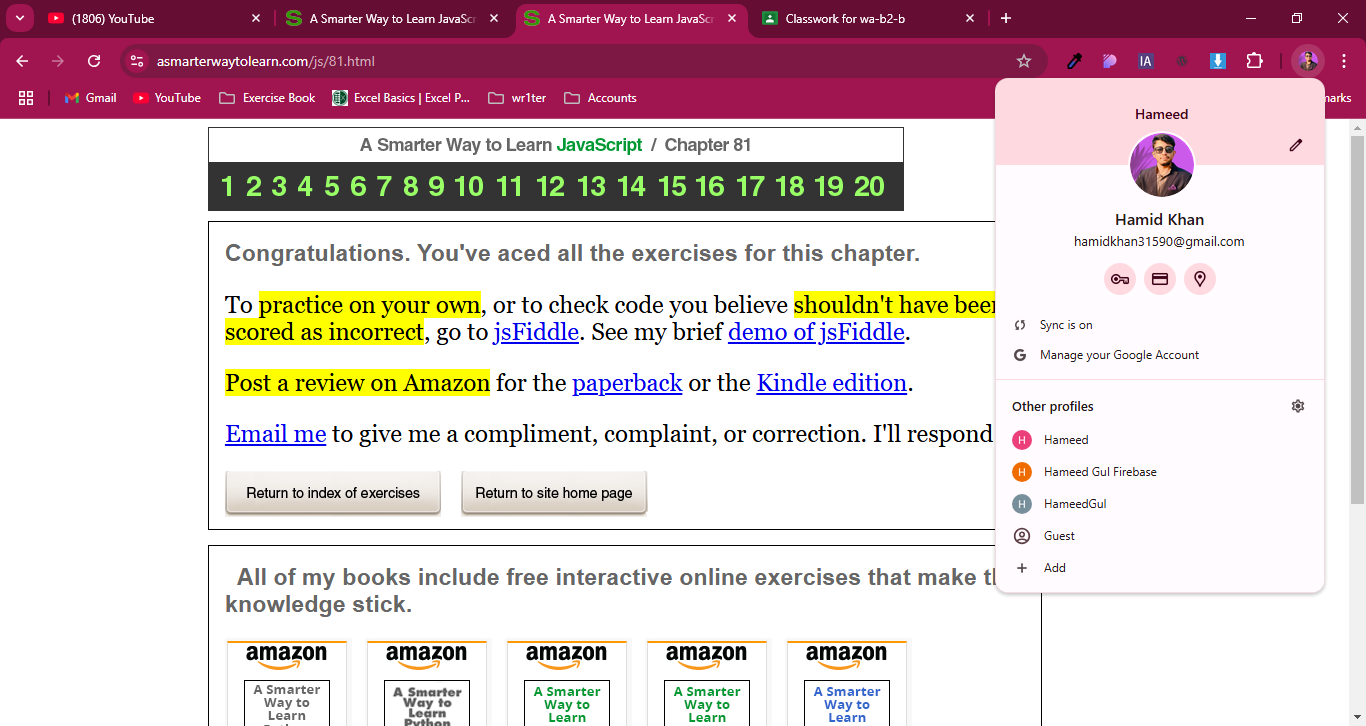 (1806) YouTube
A Smarter Way to Learn JavaSc
A Smarter Way to Learn JavaSc
Classwork for wa-b2-b
asmarterwaytolearn.com/js/81.html
IA
Gmail
YouTube
Exercise Book
Excel Basics | Excel P...
wr1ter
Accounts
marks
A Smarter Way to Learn JavaScript / Chapter 81
1 2 3 4 5 6 7 8 9 10 11 12 13 14 15 16 17 18 19 20
Congratulations. You've aced all the exercises for this chapter.
To practice on your own, or to check code you believe shouldn't have been
scored as incorrect, go to jsFiddle. See my brief demo of jsFiddle.
Post a review on Amazon for the paperback or the Kindle edition.
Email me to give me a compliment, complaint, or correction. I'll respond
Return to index of exercises
Return to site home page
All of my books include free interactive online exercises that make
knowledge stick.
amazon
A Smarter
Way to
Learn
Python
amazon
A Smarter
Way to
Learn
Python
amazon
A Smarter
Way to
Learn
amazon
A Smarter
Way to
Learn
amazon
A Smarter
Way to
Learn
Hameed
Hamid Khan
hamidkhan31590@gmail.com
Sync is on
G Manage your Google Account
Other profiles
H Hameed
H Hameed Gul Firebase
H HameedGul
Guest
+ Add